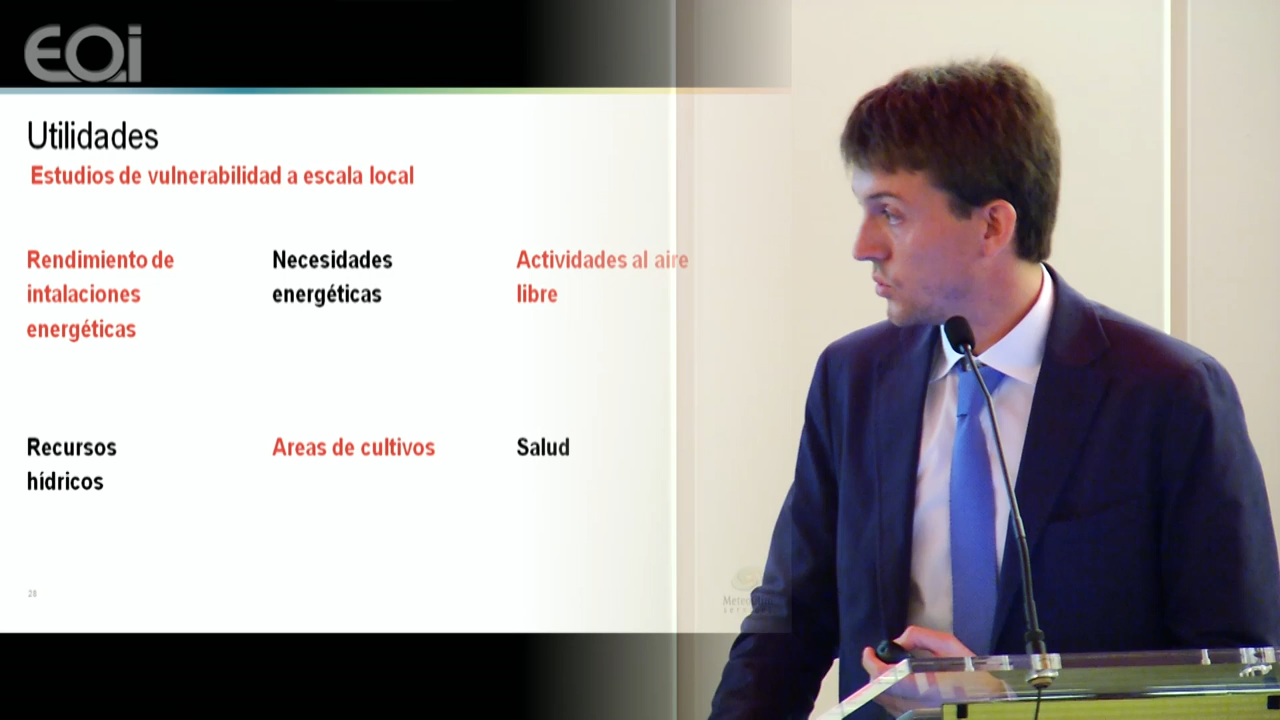 EOi
Utilidades
Estudios de vulnerabilidad a escala local
Rendimiento de
intalaciones
energéticas
Necesidades
energéticas
Actividades al aire
libre
Recursos
hídricos
Areas de cultivos
Salud
28